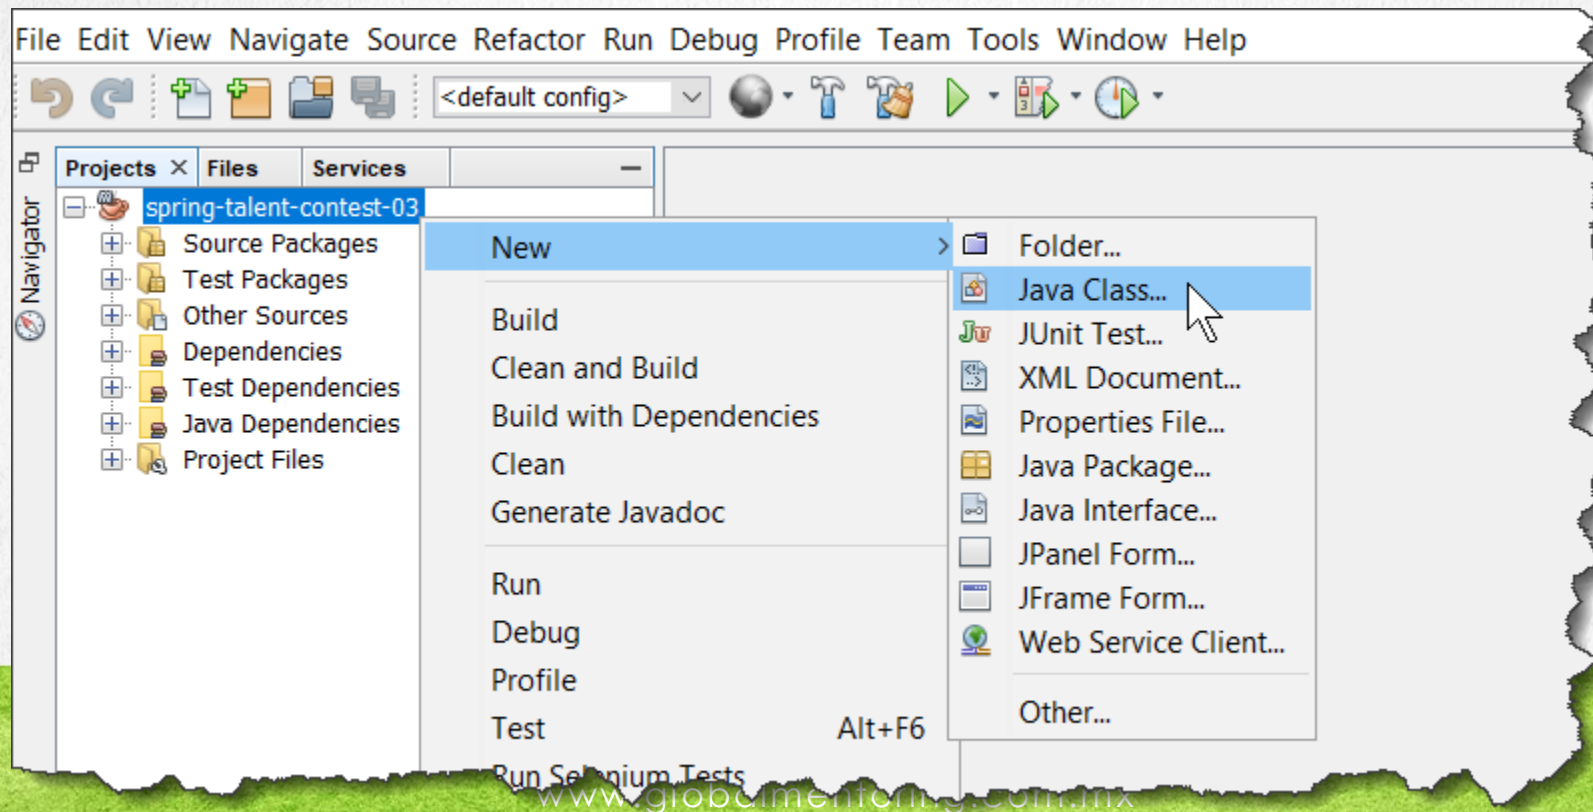 File Edit View Navigate Source Refactor Run Debug Profile Team Tools Window Help
<default config>
Projects Files Services
Navigator
spring-talent-contest-03
Source Packages
Test Packages
Other Sources
Dependencies
Test Dependencies
Java Dependencies
Project Files
New
Build
Clean and Build
Build with Dependencies
Clean
Generate Javadoc
Run
Debug
Profile
Test Alt+F6
Run Selenium Tests
Folder...
Java Class...
JUnit Test...
XML Document...
Properties File...
Java Package...
Java Interface...
JPanel Form...
JFrame Form...
Web Service Client...
Other...
www.globalmentoring.com.mx